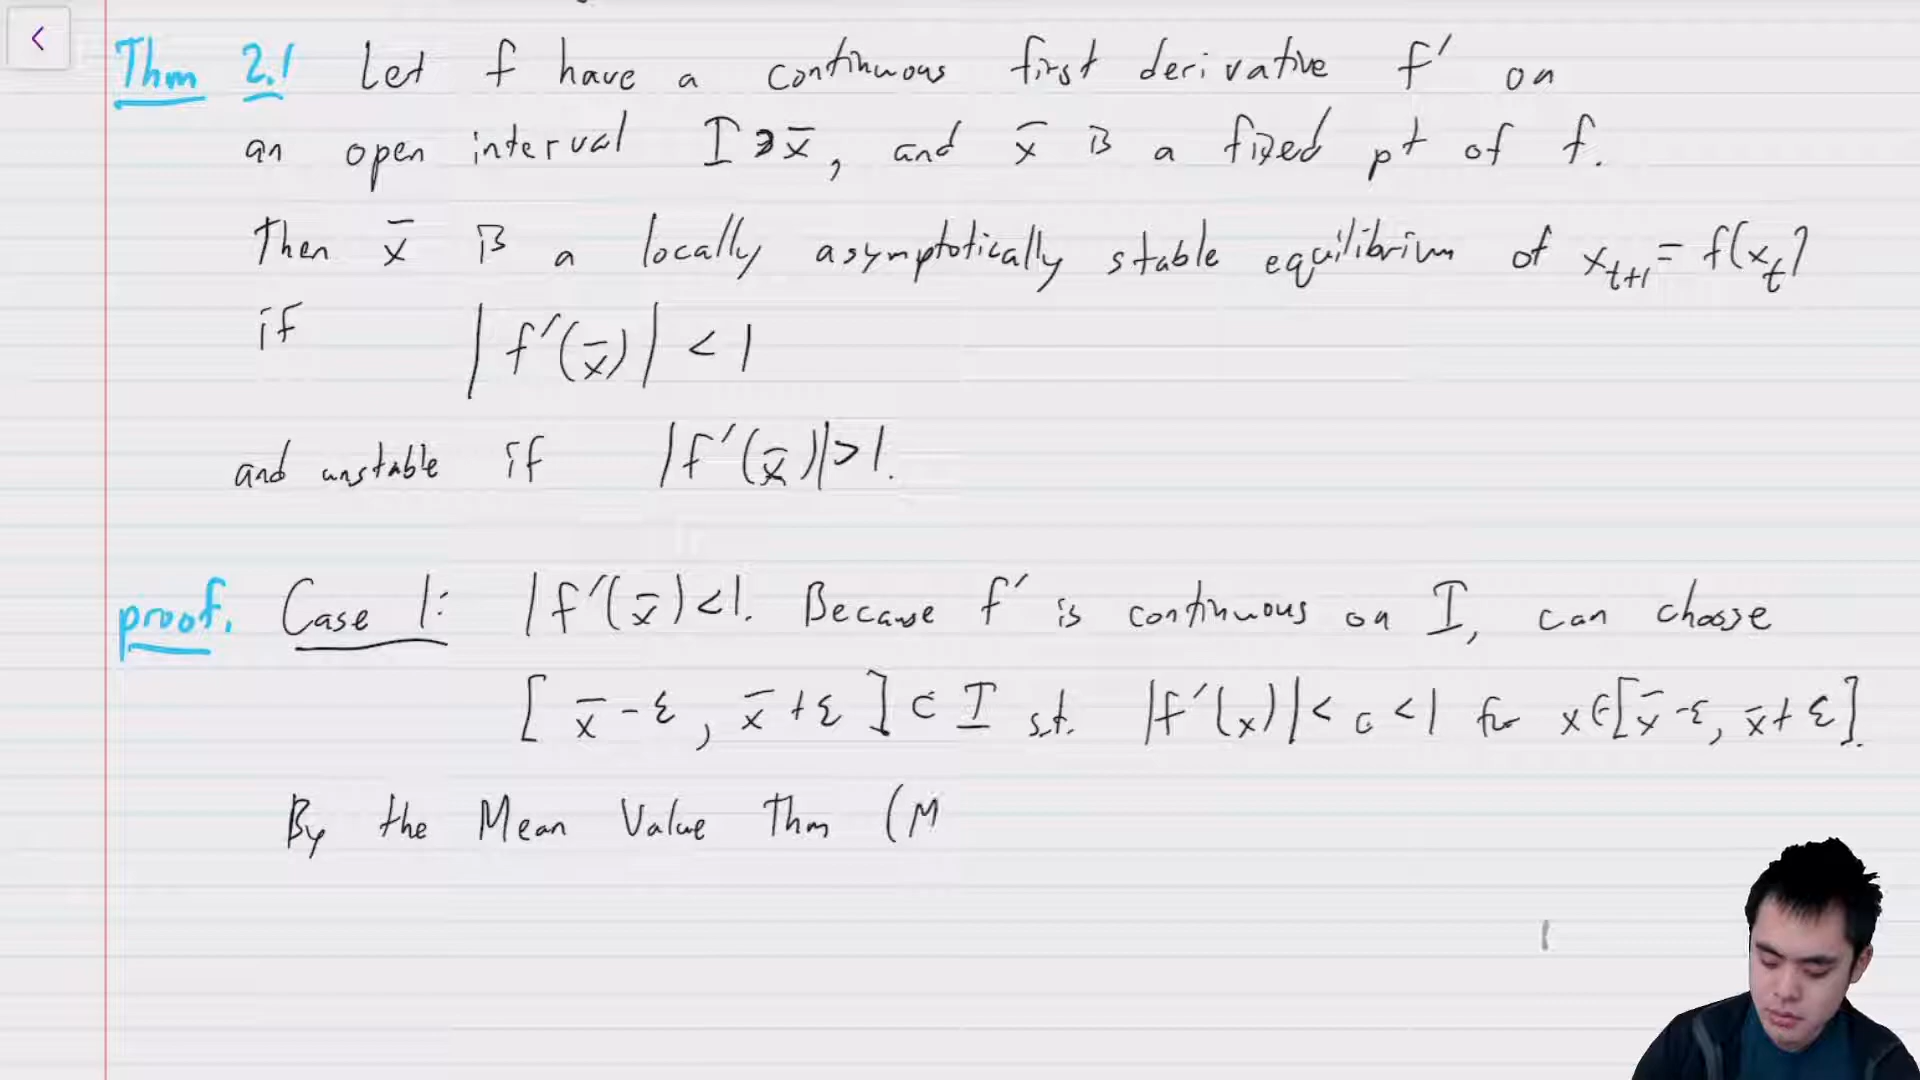 Thm 2.1 Let f have a continuous first derivative f' on
an open interval I ∋ x̄, and x̄ is a fixed pt of f.
Then x̄ is a locally asymptotically stable equilibrium of xₜ₊₁ = f(xₜ)
if |f'(x̄)| < 1
and unstable if |f'(x̄)| > 1.
proof. Case 1: |f'(x̄) < 1. Because f' is continuous on I, can choose
[x̄ - ε, x̄ + ε] ⊂ I s.t. |f'(x)| < c < 1 for x ∈ [x̄ - ε, x̄ + ε].
By the Mean Value Thm (M